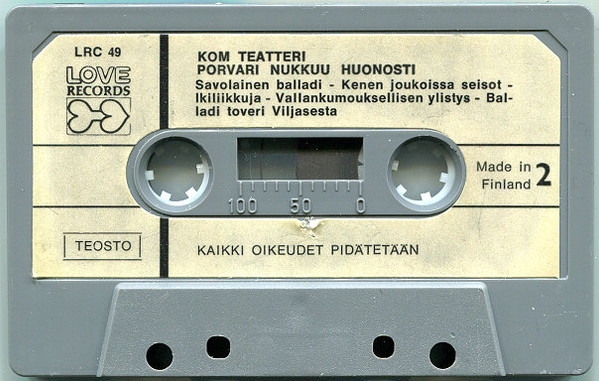 LRC 49
LOVE
RECORDS
KOM TEATTERI
PORVARI NUKKUU HUONOSTI
Savolainen balladi - Kenen joukoissa seisot -
Ikiliikkuja - Vallankumouksellisen ylistys - Bal-
ladi toveri Viljasesta
100 50 0
Made in
Finland 2
TEOSTO
KAIKKI OIKEUDET PIDÄTETÄÄN